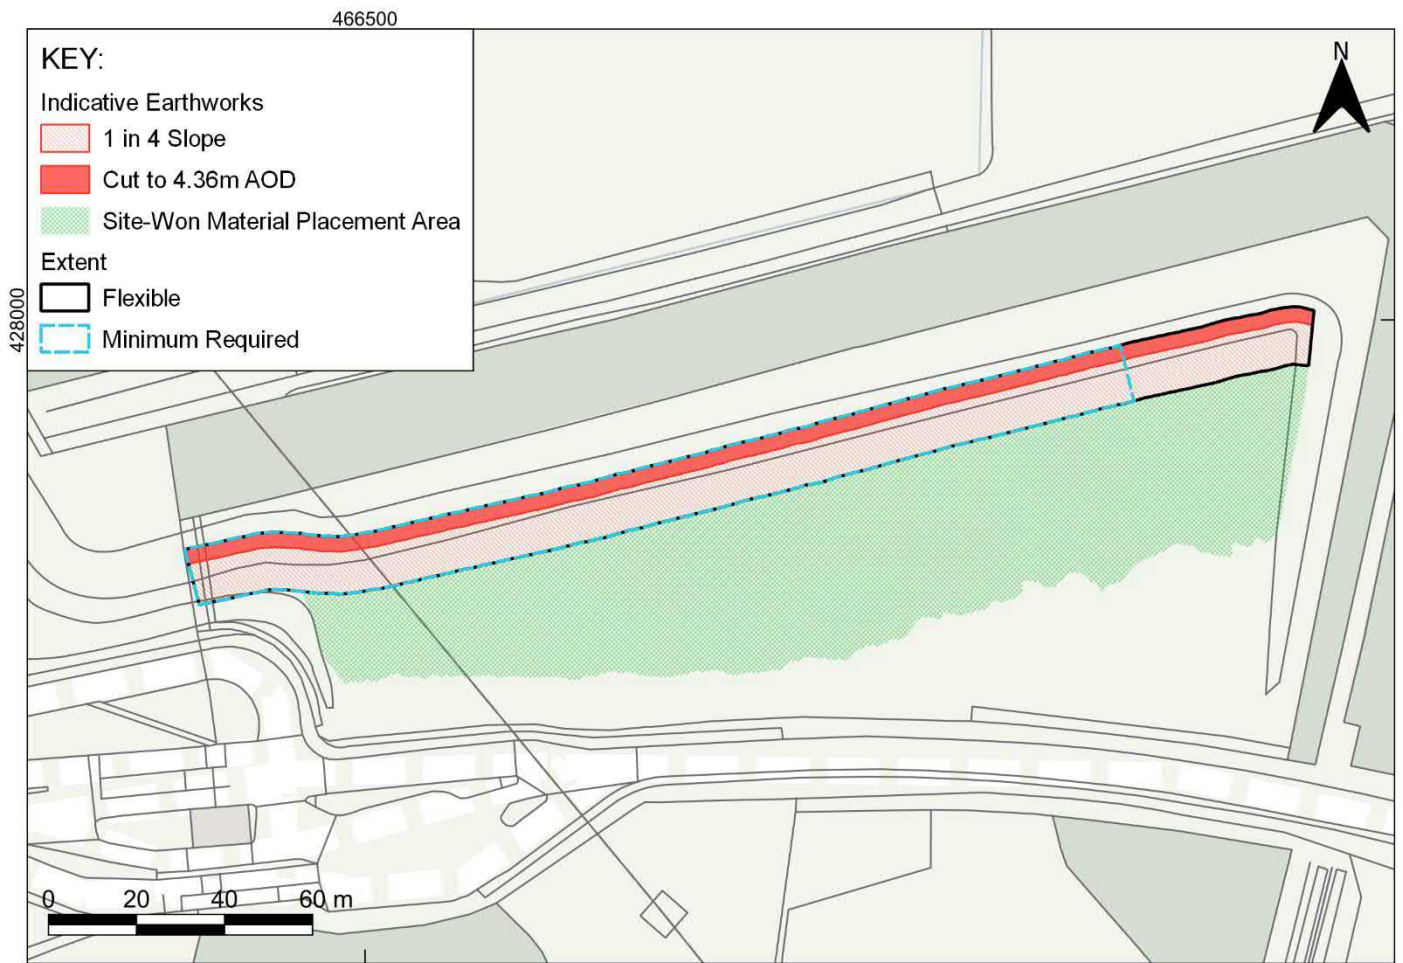 466500
KEY:
Indicative Earthworks
1 in 4 Slope
Cut to 4.36m AOD
Site-Won Material Placement Area
Extent
Flexible
Minimum Required
428000
N
0 20 40 60 m